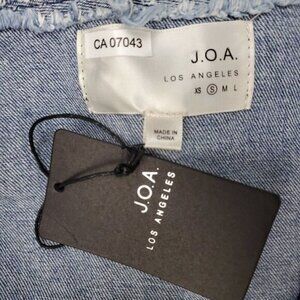 CA 07043
J.O.A.
LOS ANGELES
XS S M L
MADE IN
CHINA
J.O.A.
LOS ANGELES